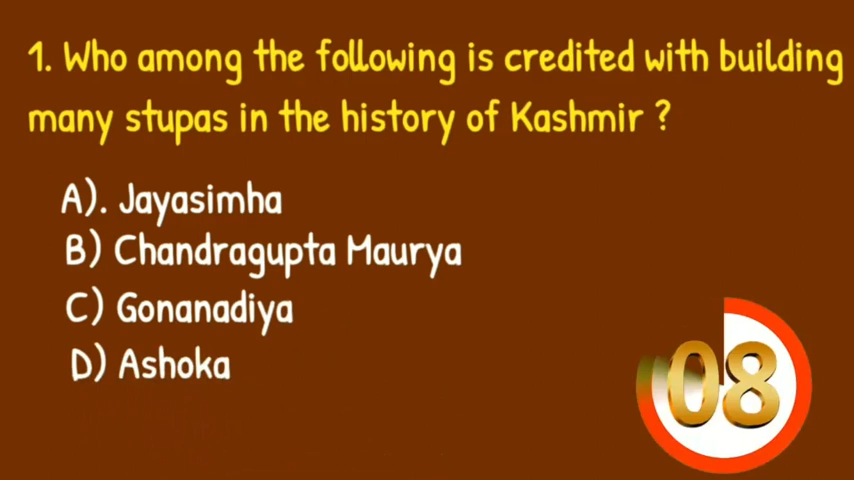 1. Who among the following is credited with building
many stupas in the history of Kashmir ?
A). Jayasimha
B) Chandragupta Maurya
C) Gonanadiya
D) Ashoka
08